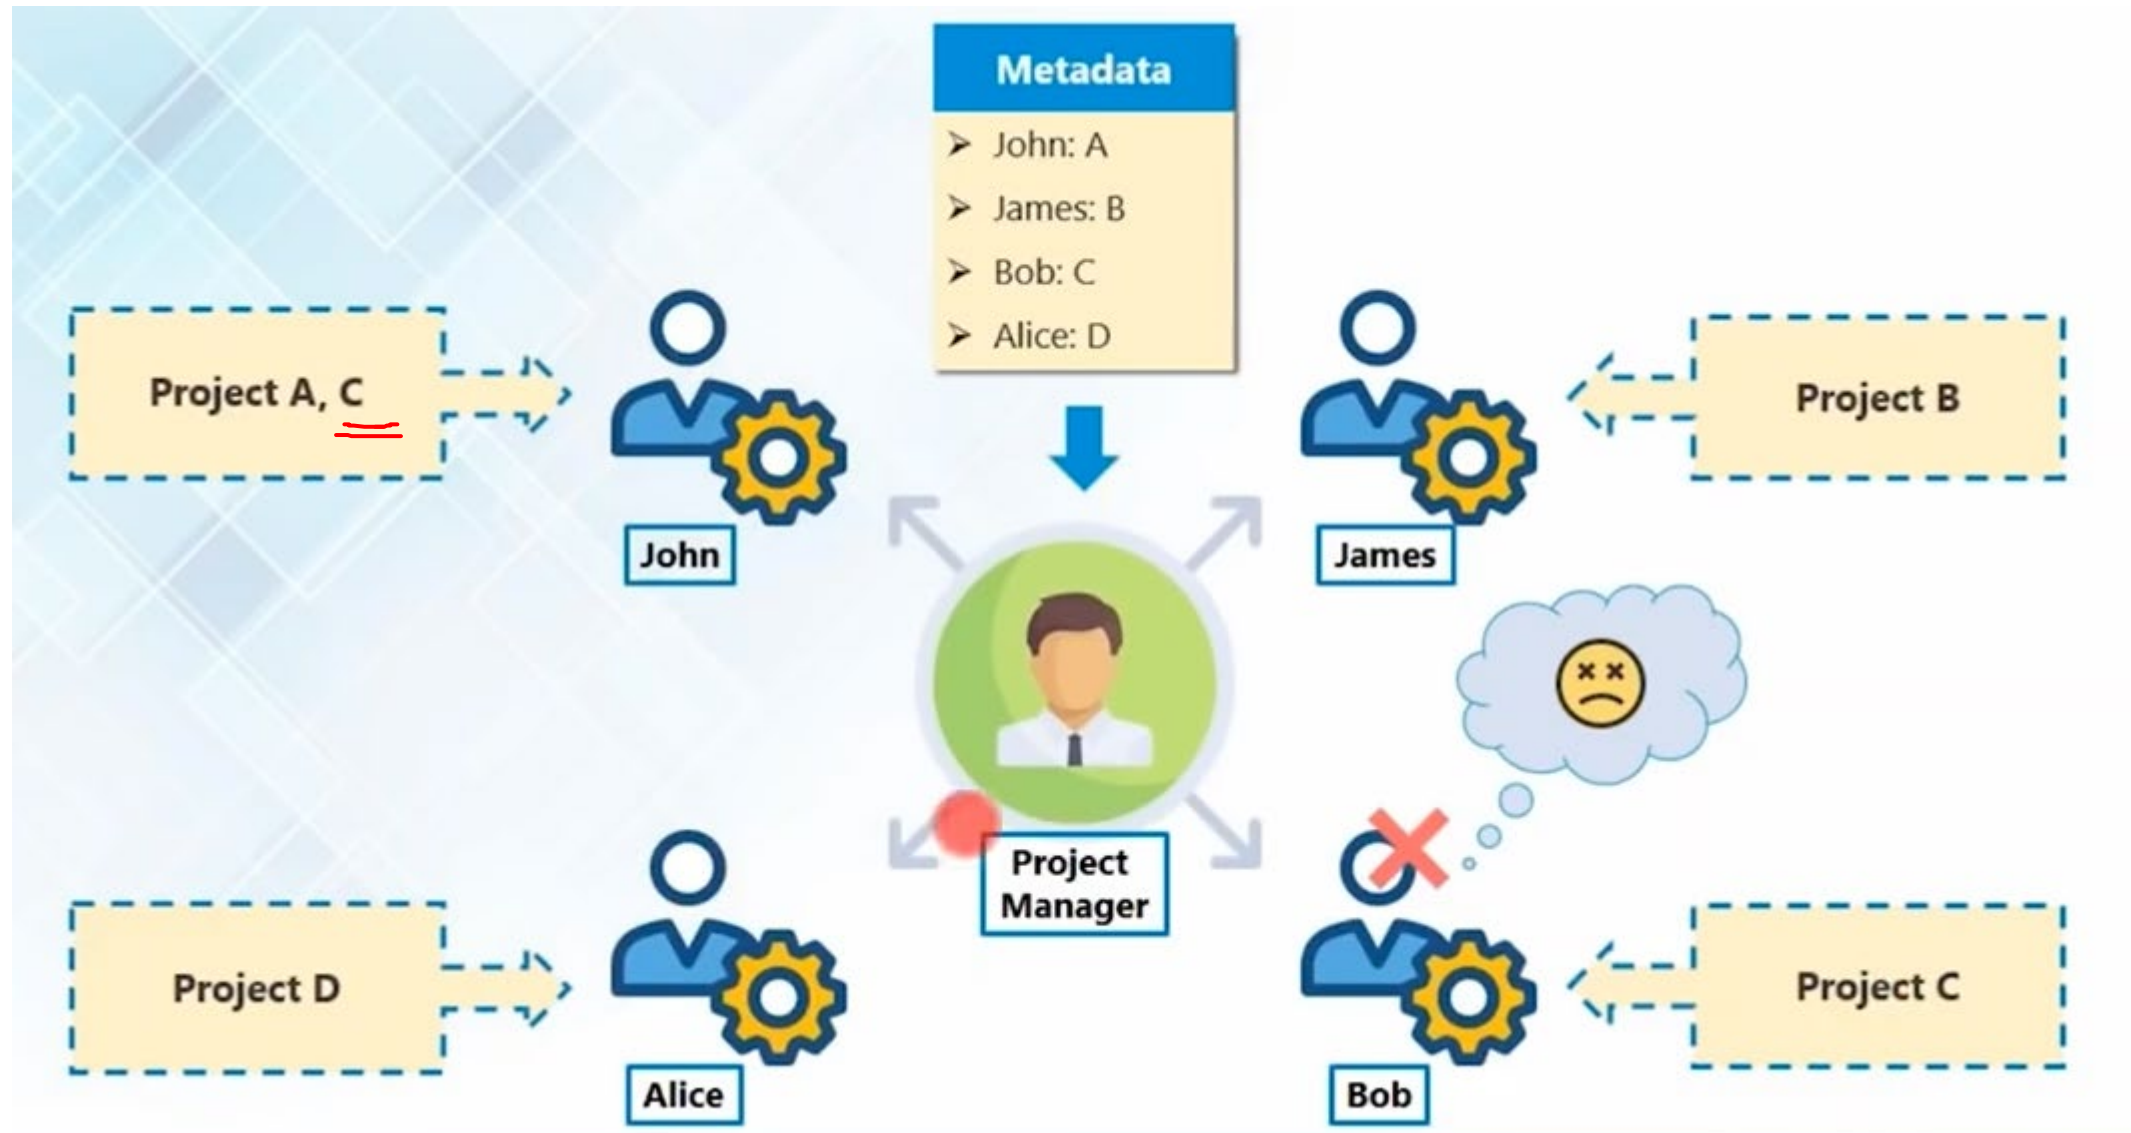 Metadata
➤ John: A
➤ James: B
➤ Bob: C
➤ Alice: D
Project A, C
John
James
Project B
Project
Manager
Project D
Alice
Bob
Project C